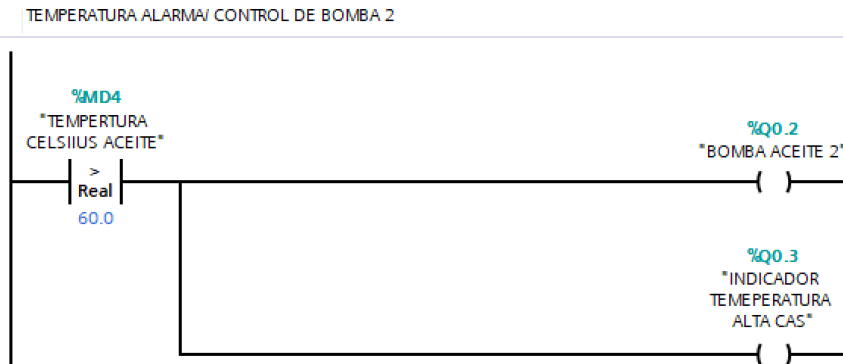 TEMPERATURA ALARMA/ CONTROL DE BOMBA 2
%MD4
"TEMPERTURA
CELSIIUS ACEITE"
>
Real
60.0
%Q0.2
"BOMBA ACEITE 2"
%Q0.3
"INDICADOR
TEMEPERATURA
ALTA CAS"